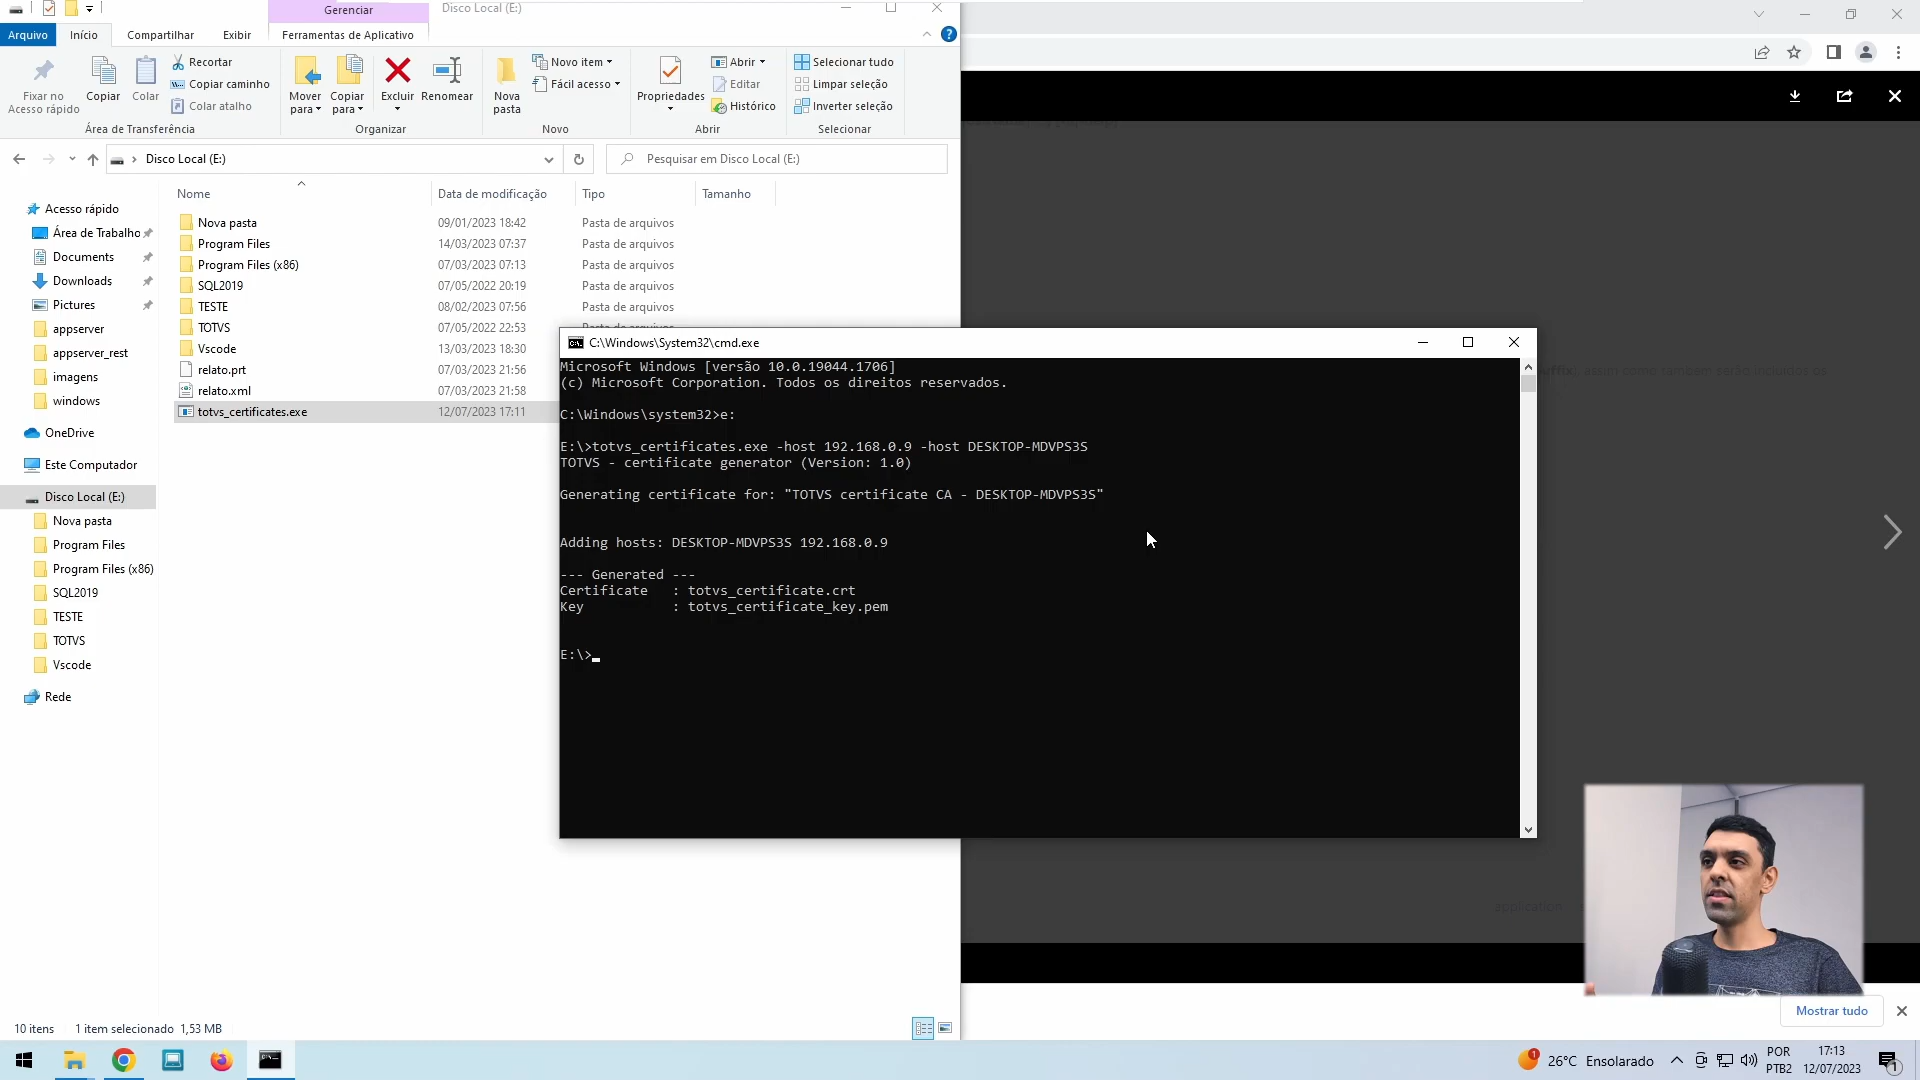 Gerenciar
Disco Local (E:)
Arquivo
Início
Compartilhar
Exibir
Ferramentas de Aplicativo
Fixar no
Acesso rápido
Copiar
Colar
Recortar
Copiar caminho
Colar atalho
Área de Transferência
Mover
para
Copiar
para
Excluir
Renomear
Organizar
Nova
pasta
Novo item
Fácil acesso
Novo
Propriedades
Abrir
Editar
Histórico
Abrir
Selecionar tudo
Limpar seleção
Inverter seleção
Selecionar
Disco Local (E:)
Pesquisar em Disco Local (E:)
Nome
Data de modificação
Tipo
Tamanho
Nova pasta 09/01/2023 18:42 Pasta de arquivos
Program Files 14/03/2023 07:37 Pasta de arquivos
Program Files (x86) 07/03/2023 07:13 Pasta de arquivos
SQL2019 07/05/2022 20:19 Pasta de arquivos
TESTE 08/02/2023 07:56 Pasta de arquivos
TOTVS 07/05/2022 22:53 Pasta de arquivos
Vscode 13/03/2023 18:30
relato.prt 07/03/2023 21:56
relato.xml 07/03/2023 21:58
totvs_certificates.exe 12/07/2023 17:11
Acesso rápido
Área de Trabalho
Documents
Downloads
Pictures
appserver
appserver_rest
imagens
windows
OneDrive
Este Computador
Disco Local (E:)
Nova pasta
Program Files
Program Files (x86)
SQL2019
TESTE
TOTVS
Vscode
Rede
C:\Windows\System32\cmd.exe
Microsoft Windows [versão 10.0.19044.1706]
(c) Microsoft Corporation. Todos os direitos reservados.
C:\Windows\system32>e:
E:\>totvs_certificates.exe -host 192.168.0.9 -host DESKTOP-MDVPS3S
TOTVS - certificate generator (Version: 1.0)
Generating certificate for: "TOTVS certificate CA - DESKTOP-MDVPS3S"
Adding hosts: DESKTOP-MDVPS3S 192.168.0.9
--- Generated ---
Certificate : totvs_certificate.crt
Key : totvs_certificate_key.pem
E:\>
assim como também serão incluídos os
application
Mostrar tudo
10 itens 1 item selecionado 1,53 MB
1
26°C Ensolarado
POR
PTB2
17:13
12/07/2023
1